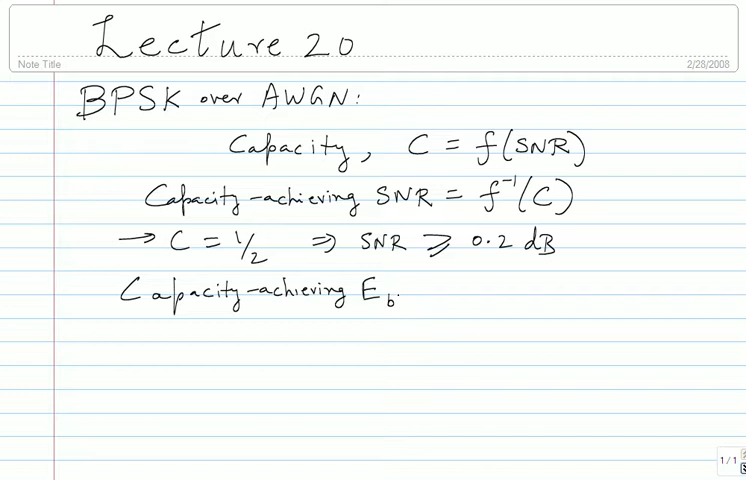 Lecture 20
Note Title
2/28/2008
BPSK over AWGN:
Capacity, C = f(SNR)
Capacity-achieving SNR = f⁻¹(C)
→ C = 1/2 ⇒ SNR ≥ 0.2 dB
Capacity-achieving E_b
1/1